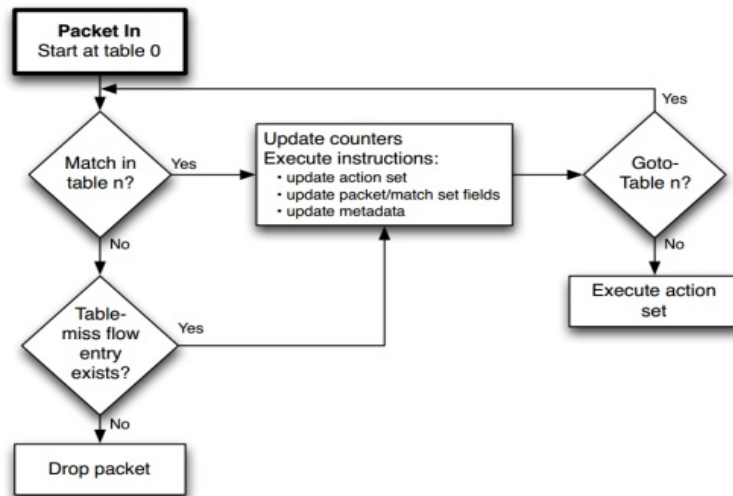 Packet In
Start at table 0
Match in
table n?
Yes
No
Update counters
Execute instructions:
• update action set
• update packet/match set fields
• update metadata
Goto-
Table n?
Yes
No
Execute action
set
Table-
miss flow
entry
exists?
Yes
No
Drop packet